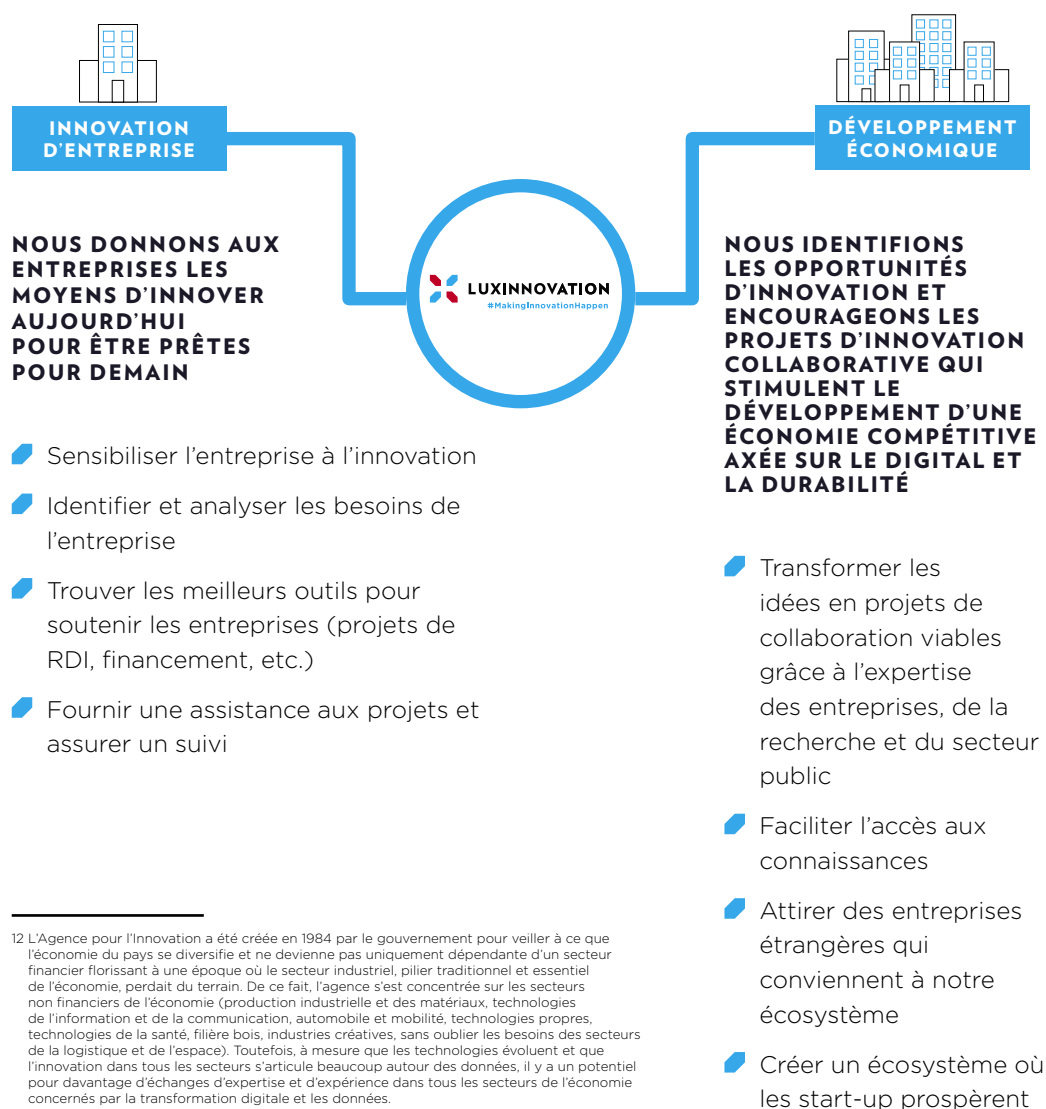 INNOVATION
D'ENTREPRISE
NOUS DONNONS AUX
ENTREPRISES LES
MOYENS D'INNOVER
AUJOURD'HUI
POUR ÊTRE PRÊTES
POUR DEMAIN
Sensibiliser l'entreprise à l'innovation
Identifier et analyser les besoins de
l'entreprise
Trouver les meilleurs outils pour
soutenir les entreprises (projets de
RDI, financement, etc.)
Fournir une assistance aux projets et
assurer un suivi
LUXINNOVATION
#MakingInnovationHappen
DÉVELOPPEMENT
ÉCONOMIQUE
NOUS IDENTIFIONS
LES OPPORTUNITÉS
D'INNOVATION ET
ENCOURAGEONS LES
PROJETS D'INNOVATION
COLLABORATIVE QUI
STIMULENT LE
DÉVELOPPEMENT D'UNE
ÉCONOMIE COMPÉTITIVE
AXÉE SUR LE DIGITAL ET
LA DURABILITÉ
Transformer les
idées en projets de
collaboration viables
grâce à l'expertise
des entreprises, de la
recherche et du secteur
public
Faciliter l'accès aux
connaissances
Attirer des entreprises
étrangères qui
conviennent à notre
écosystème
Créer un écosystème où
les start-up prospèrent
12 L'Agence pour l'Innovation a été créée en 1984 par le gouvernement pour veiller à ce que
l'économie du pays se diversifie et ne devienne pas uniquement dépendante d'un secteur
financier florissant à une époque où le secteur industriel, pilier traditionnel et essentiel
de l'économie, perdait du terrain. De ce fait, l'agence s'est concentrée sur les secteurs
non financiers de l'économie (production industrielle et des matériaux, technologies
de l'information et de la communication, automobile et mobilité, technologies propres,
technologies de la santé, filière bois, industries créatives, sans oublier les besoins des secteurs
de la logistique et de l'espace). Toutefois, à mesure que les technologies évoluent et que
l'innovation dans tous les secteurs s'articule beaucoup autour des données, il y a un potentiel
pour davantage d'échanges d'expertise et d'expérience dans tous les secteurs de l'économie
concernés par la transformation digitale et les données.